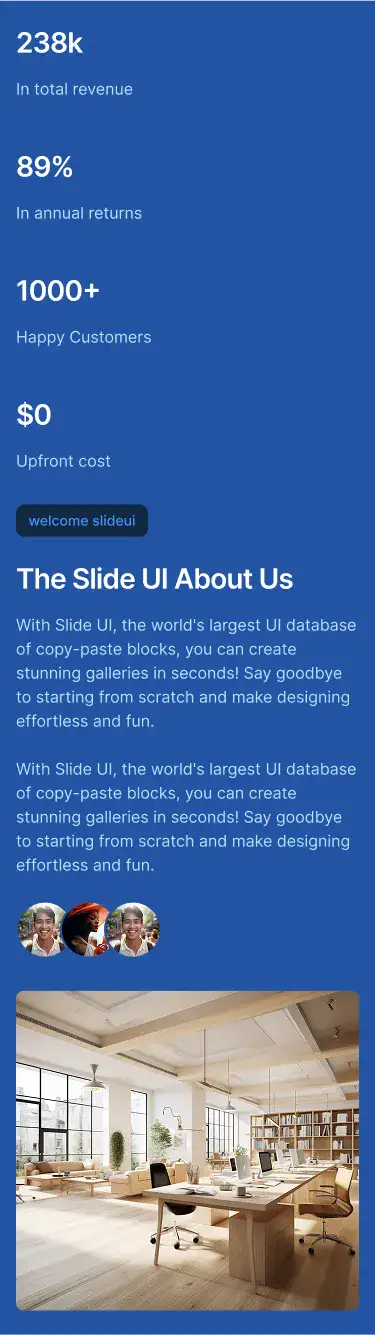 238k
In total revenue
89%
In annual returns
1000+
Happy Customers
$0
Upfront cost
welcome slideui
The Slide UI About Us
With Slide UI, the world's largest UI database
of copy-paste blocks, you can create
stunning galleries in seconds! Say goodbye
to starting from scratch and make designing
effortless and fun.
With Slide UI, the world's largest UI database
of copy-paste blocks, you can create
stunning galleries in seconds! Say goodbye
to starting from scratch and make designing
effortless and fun.